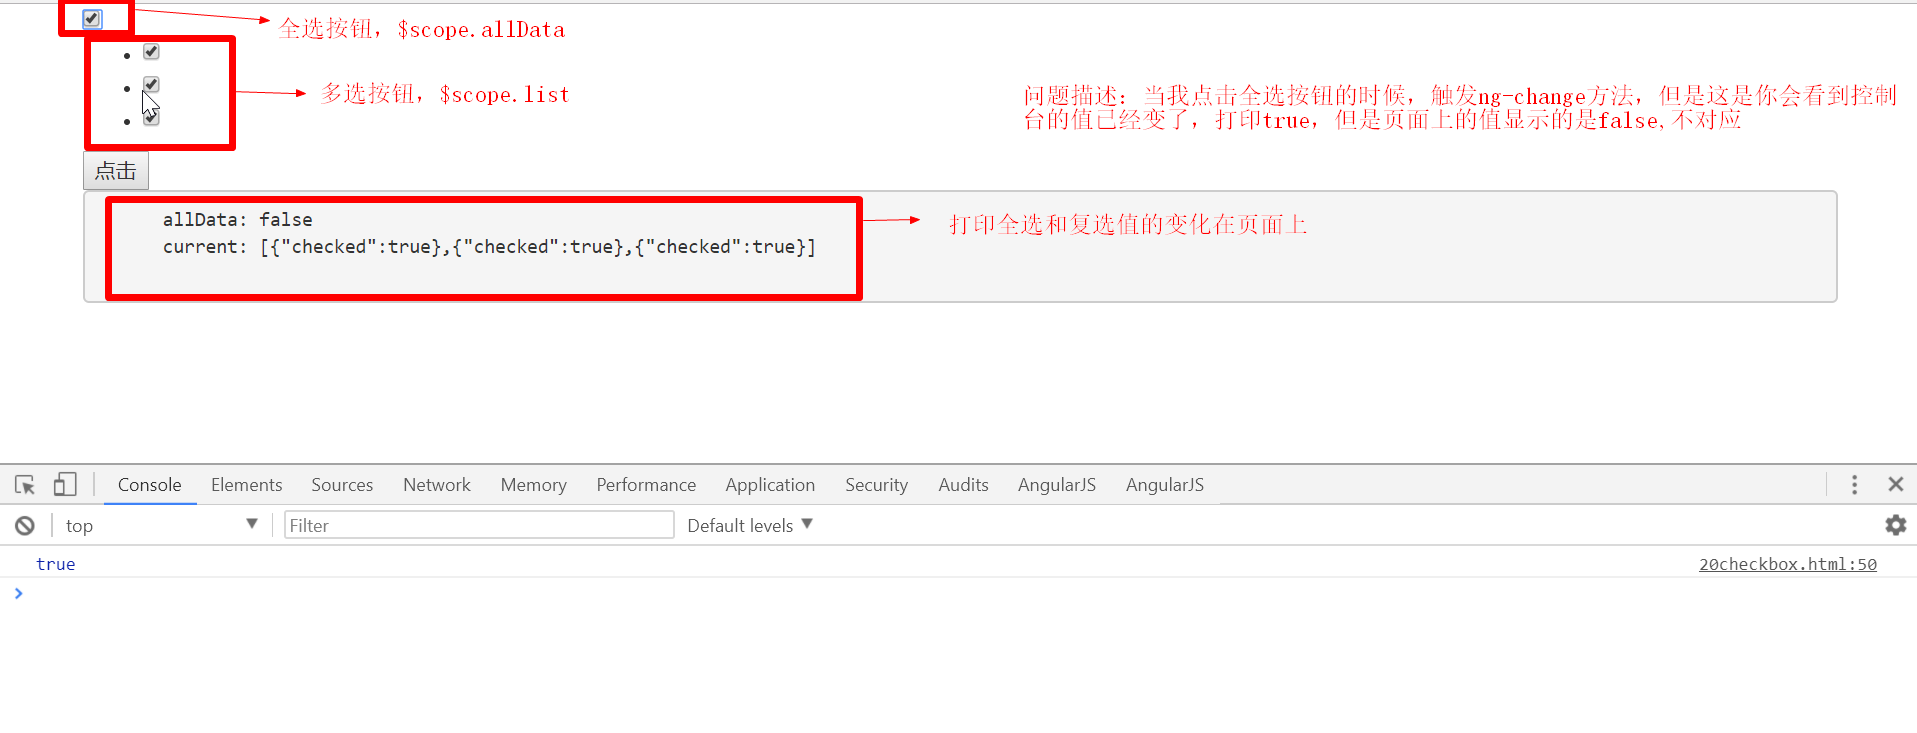 全选按钮，$scope.allData
多选按钮，$scope.list
问题描述：当我点击全选按钮的时候，触发ng-change方法，但是这是你会看到控制
台的值已经变了，打印true，但是页面上的值显示的是false,不对应
点击
allData: false
current: [{"checked":true},{"checked":true},{"checked":true}]
打印全选和复选值的变化在页面上
Console Elements Sources Network Memory Performance Application Security Audits AngularJS AngularJS
top Filter Default levels
true 20checkbox.html:50